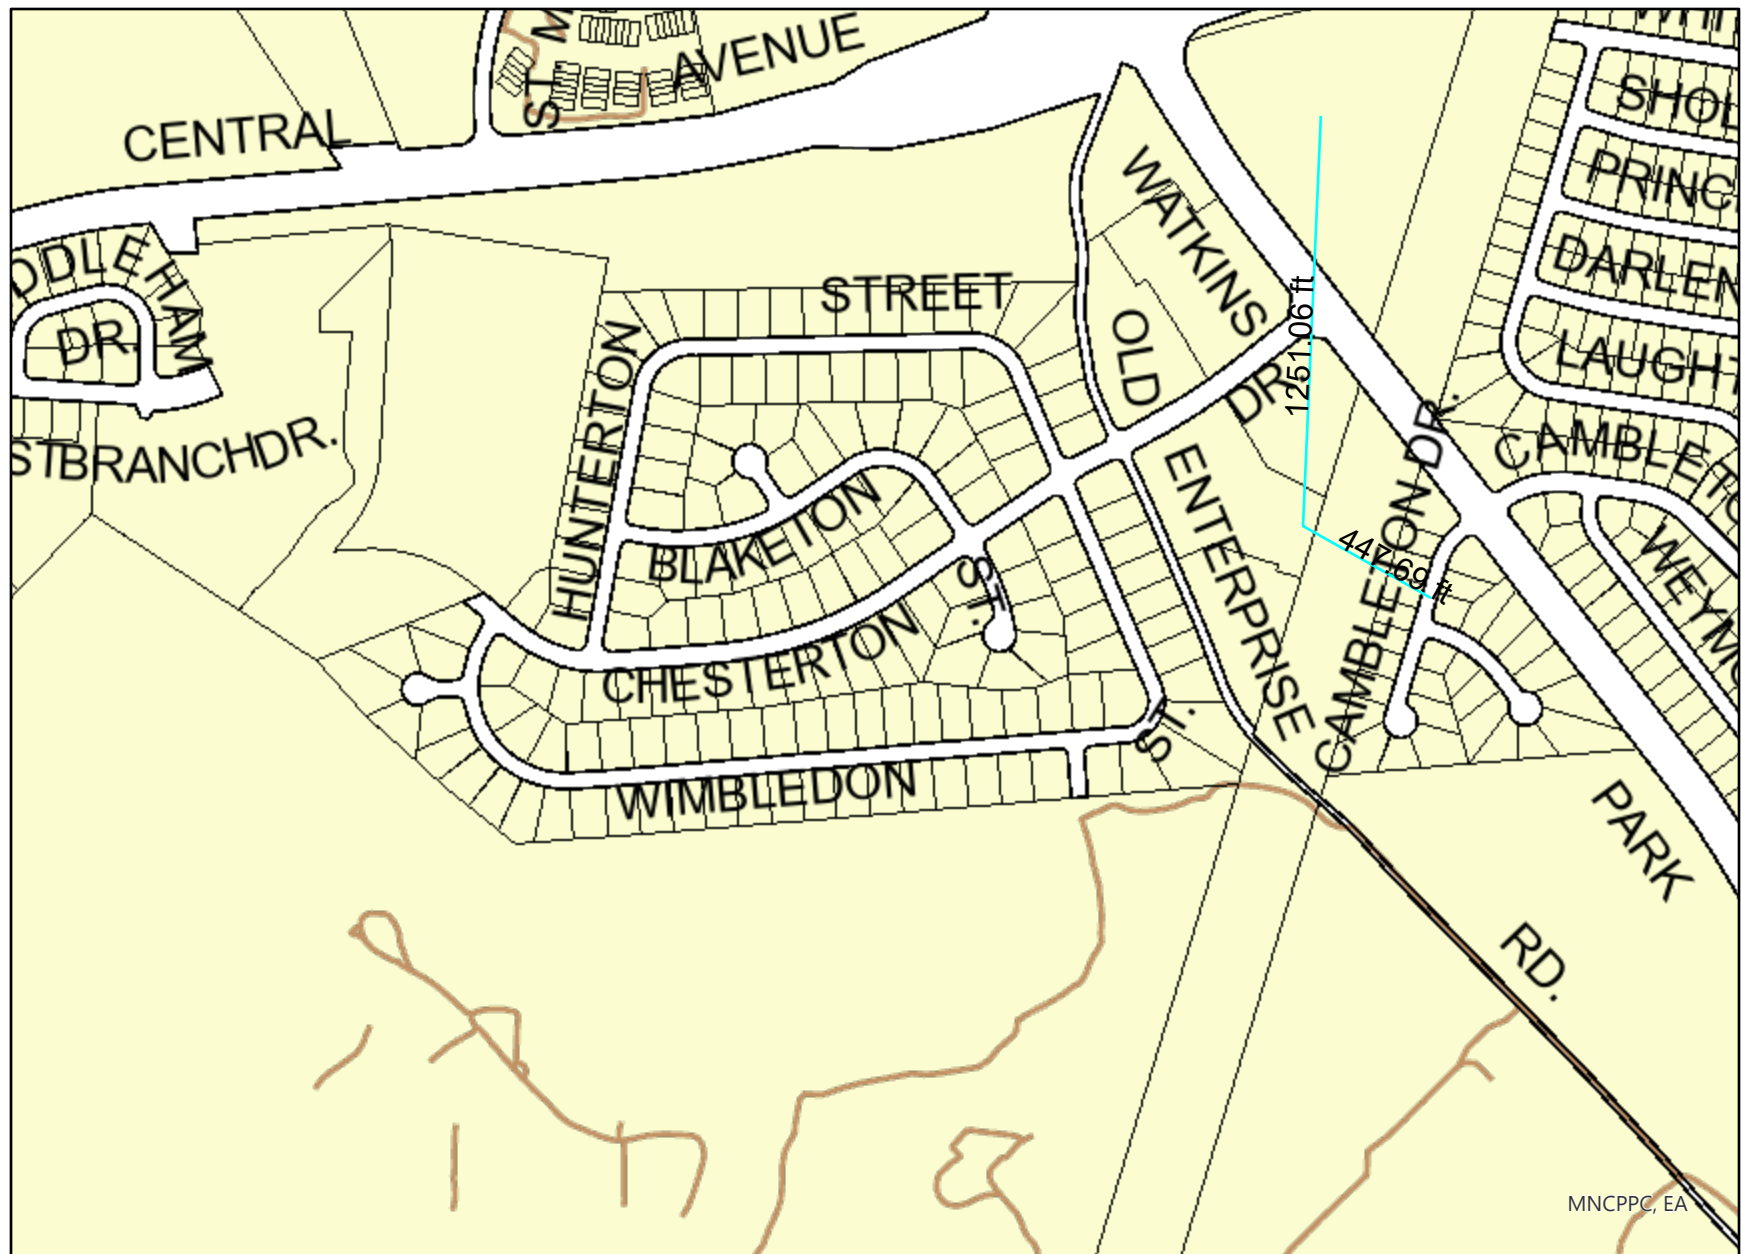 ST. M
AVENUE
CENTRAL
SHOL
PRINC
DARLEN
LAUGHT
WATKINS
DDLEHAM
DR.
STREET
OLD
DR.
1251.06 ft
HUNTERTON
STBRANCHDR.
CAMBLETO
CAMBLETON DR.
BLAKETON
ST.
ENTERPRISE
447.69 ft
WEYMO
CHESTERTON
WIMBLEDON
ST.
PARK
RD.
MNCPPC, EA